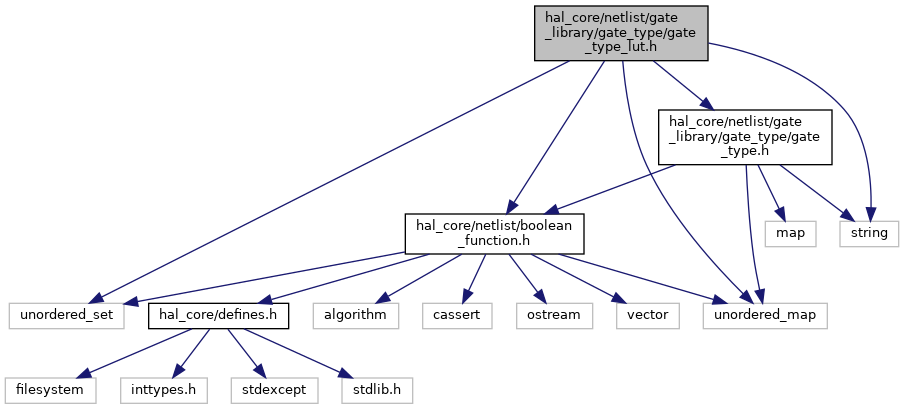 hal_core/netlist/gate
_library/gate_type/gate
_type_lut.h
hal_core/netlist/gate
_library/gate_type/gate
_type.h
hal_core/netlist/boolean
_function.h
map
string
unordered_set
hal_core/defines.h
algorithm
cassert
ostream
vector
unordered_map
filesystem
inttypes.h
stdexcept
stdlib.h